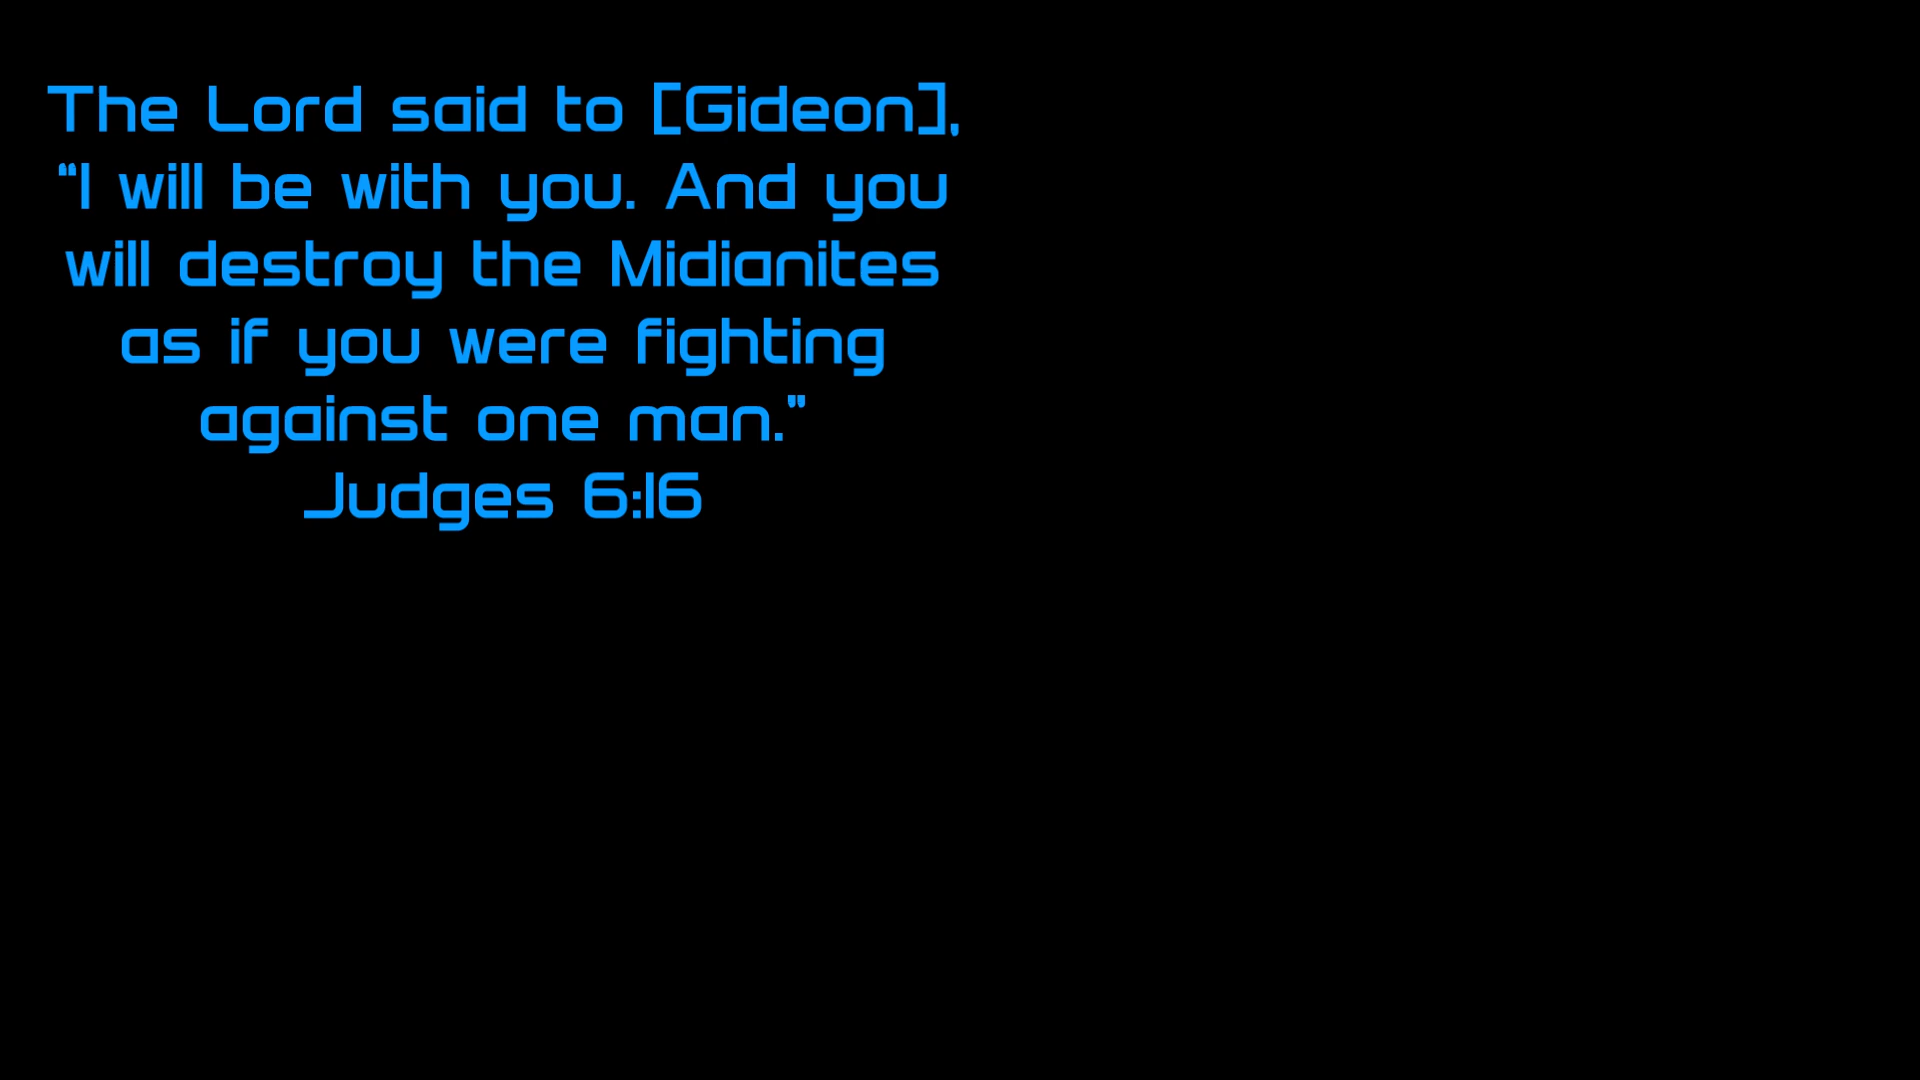 The Lord said to [Gideon],
"I will be with you. And you
will destroy the Midianites
as if you were fighting
against one man."
Judges 6:16